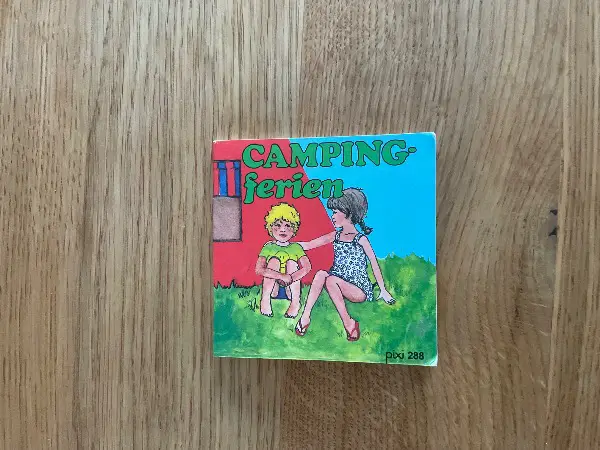 CAMPING-
ferien
pixi 288